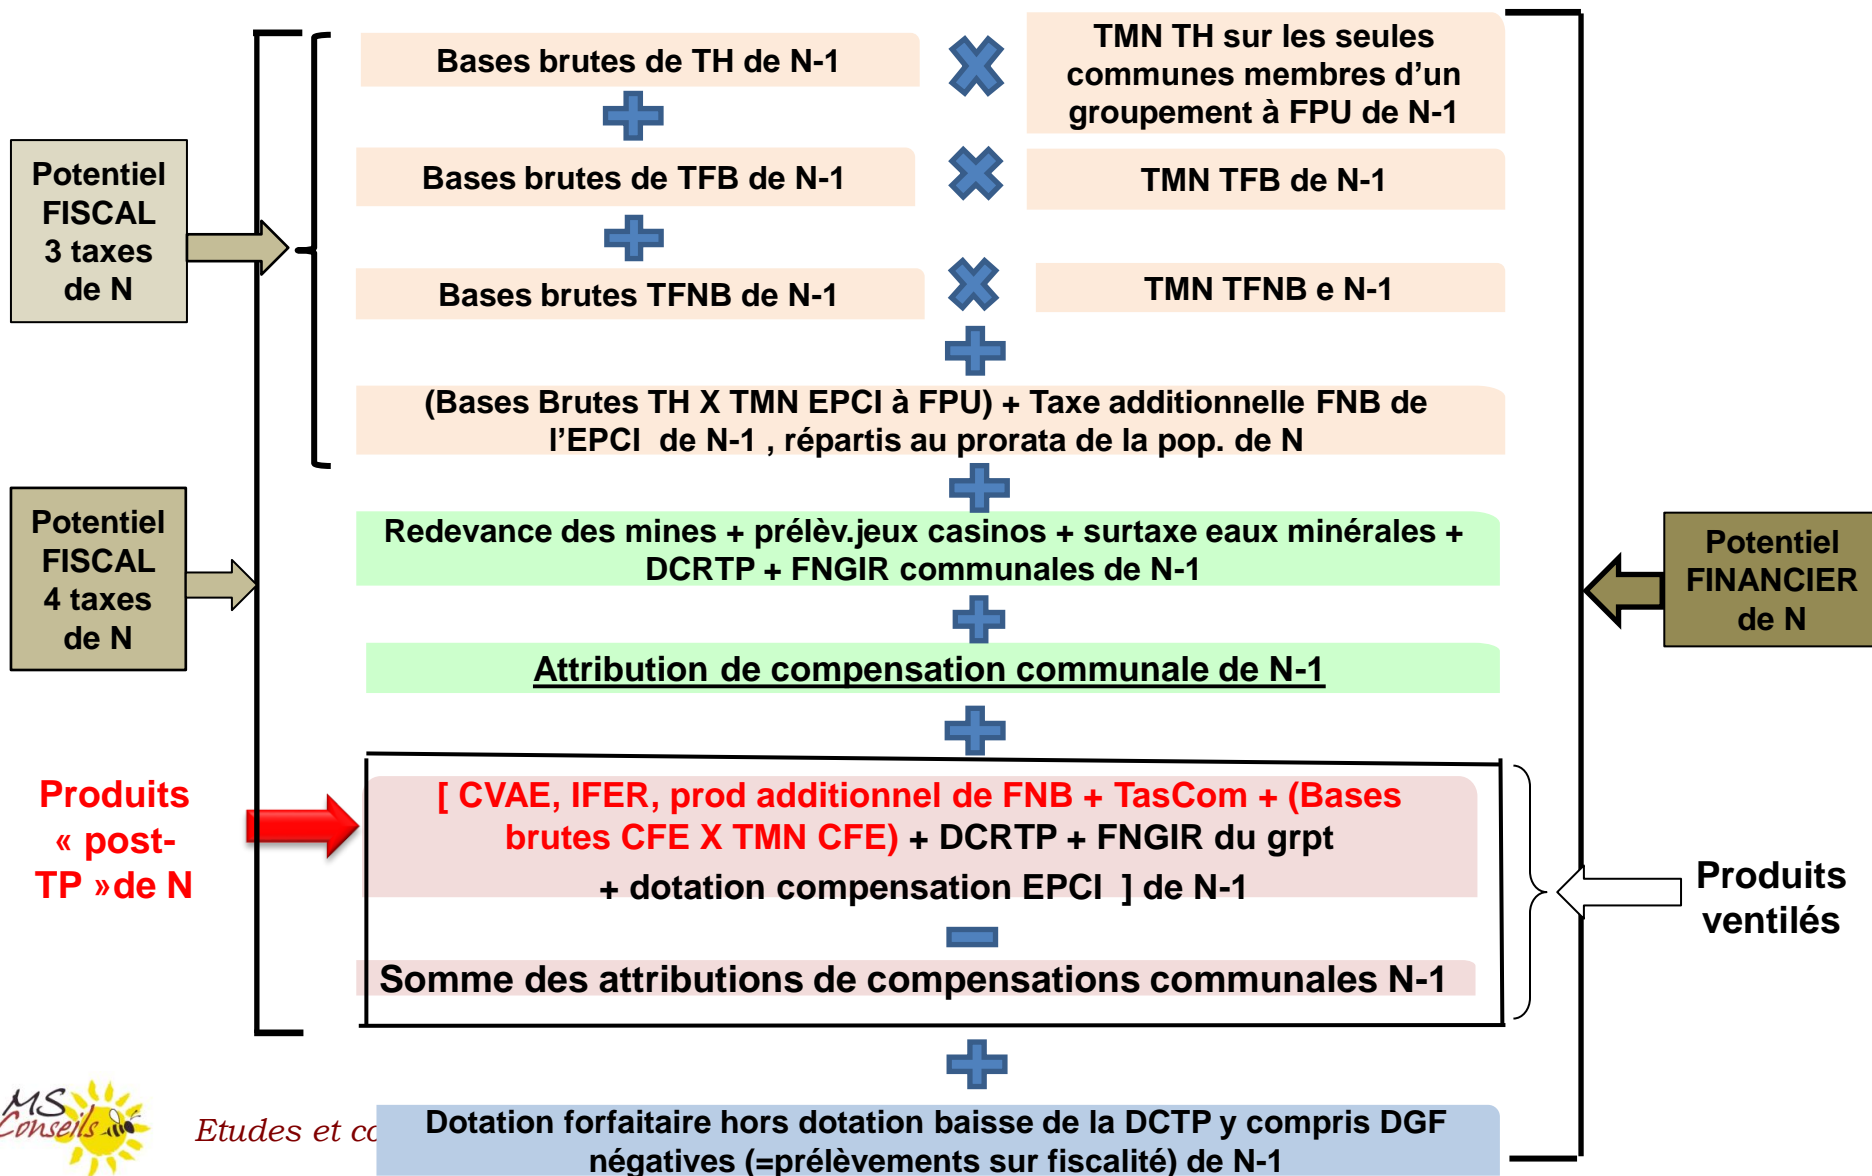 Bases brutes de TH de N-1
TMN TH sur les seules
communes membres d’un
groupement à FPU de N-1
Potentiel
FISCAL
3 taxes
de N
Bases brutes de TFB de N-1
TMN TFB de N-1
Bases brutes TFNB de N-1
TMN TFNB e N-1
(Bases Brutes TH X TMN EPCI à FPU) + Taxe additionnelle FNB de
l’EPCI de N-1 , répartis au prorata de la pop. de N
Potentiel
FISCAL
4 taxes
de N
Redevance des mines + prélèv.jeux casinos + surtaxe eaux minérales +
DCRTP + FNGIR communales de N-1
Potentiel
FINANCIER
de N
Attribution de compensation communale de N-1
Produits
« post-
TP »de N
[ CVAE, IFER, prod additionnel de FNB + TasCom + (Bases
brutes CFE X TMN CFE) + DCRTP + FNGIR du grpt
+ dotation compensation EPCI ] de N-1
Produits
ventilés
Somme des attributions de compensations communales N-1
MS
Conseils
Etudes et co
Dotation forfaitaire hors dotation baisse de la DCTP y compris DGF
négatives (=prélèvements sur fiscalité) de N-1